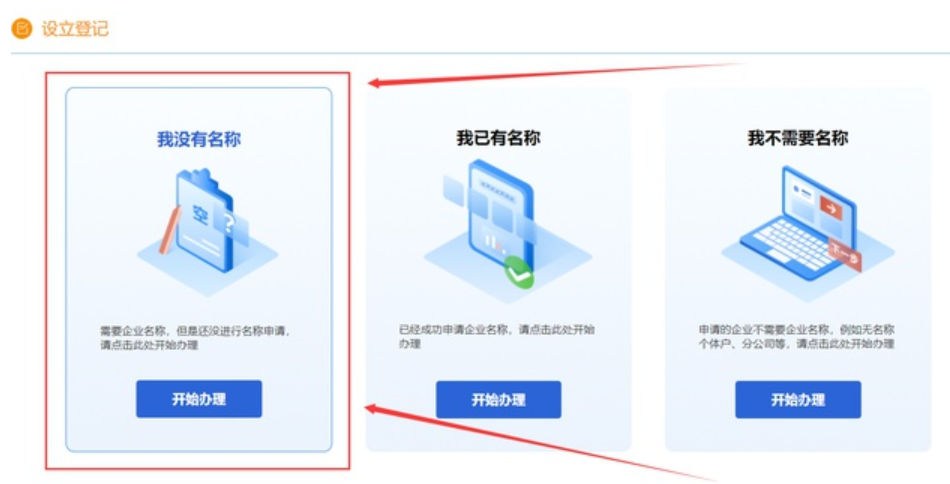 设立登记
我没有名称
我已有名称
我不需要名称
空
?
下一步
需要企业名称，但是还没进行名称申请，
请点击此处开始办理
已经成功申请企业名称，请点击此处开始
办理
申请的企业不需要企业名称，例如无名称
个体户、分公司等，请点击此处开始办理
开始办理
开始办理
开始办理